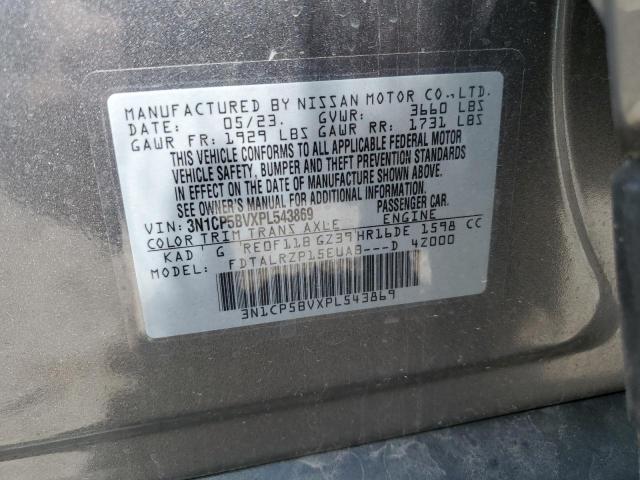 MANUFACTURED BY NISSAN MOTOR CO.,LTD.
DATE: 05/23. GVWR: 3660 LBS
GAWR FR: 1929 LBS GAWR RR: 1731 LBS
THIS VEHICLE CONFORMS TO ALL APPLICABLE FEDERAL MOTOR
VEHICLE SAFETY, BUMPER AND THEFT PREVENTION STANDARDS
IN EFFECT ON THE DATE OF MANUFACTURE SHOWN ABOVE.
SEE OWNER'S MANUAL FOR ADDITIONAL INFORMATION.
VIN: 3N1CP5BVXPL543869 PASSENGER CAR.
COLOR TRIM TRANS AXLE ENGINE
KAD G RE0F11B GZ39 HR16DE 1598 CC
MODEL: FDTALRZP15EUAB---D 42000
3N1CP5BVXPL543869